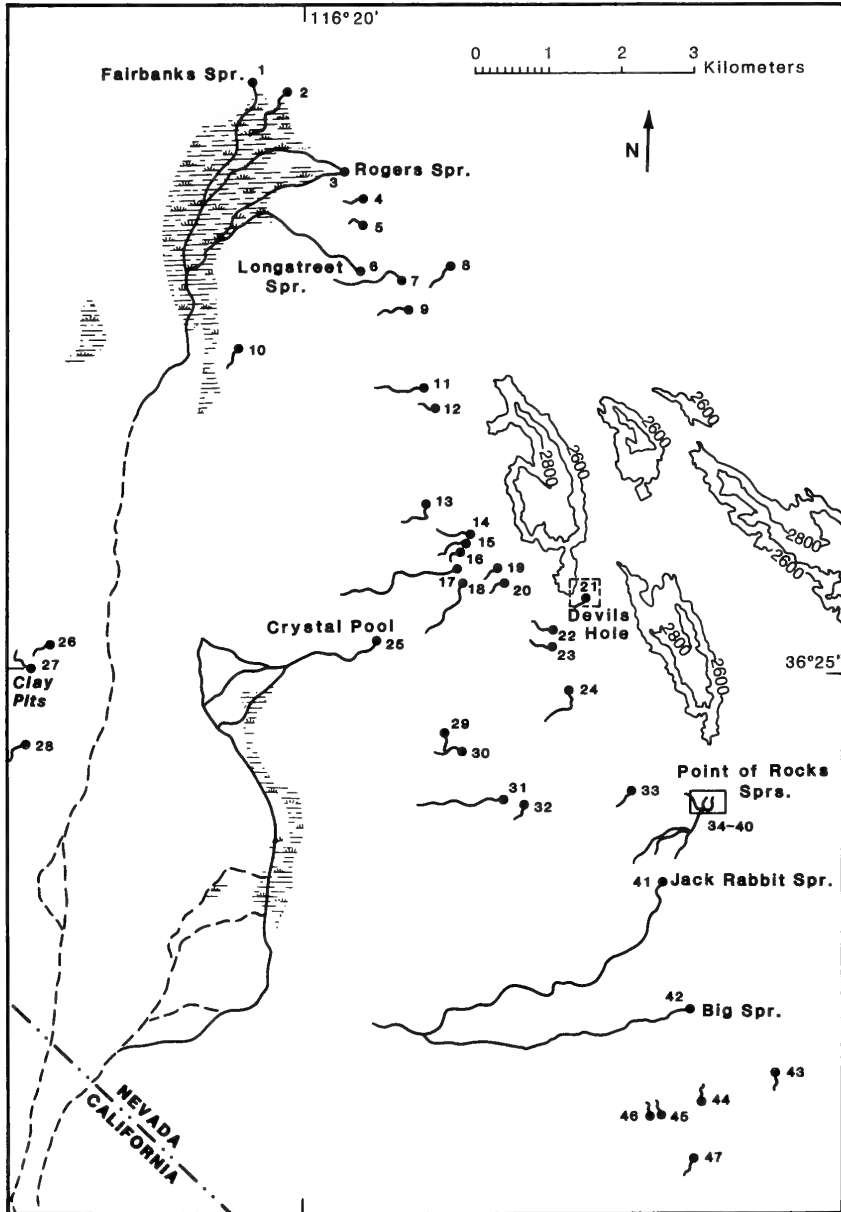 116°20'
0 1 2 3
Kilometers
N
Fairbanks Spr.
1
2
3
Rogers Spr.
4
5
Longstreet
Spr.
6
7
8
9
10
11
12
2600
2800
2600
2600
2800
2600
13
14
15
16
17
18
19
20
21
Devils
Hole
22
23
2800
2600
Crystal Pool
25
26
27
Clay
Pits
28
36°25'
24
29
30
31
32
33
Point of Rocks
Sprs.
34-40
41
Jack Rabbit Spr.
42
Big Spr.
43
44
46
45
47
NEVADA
CALIFORNIA